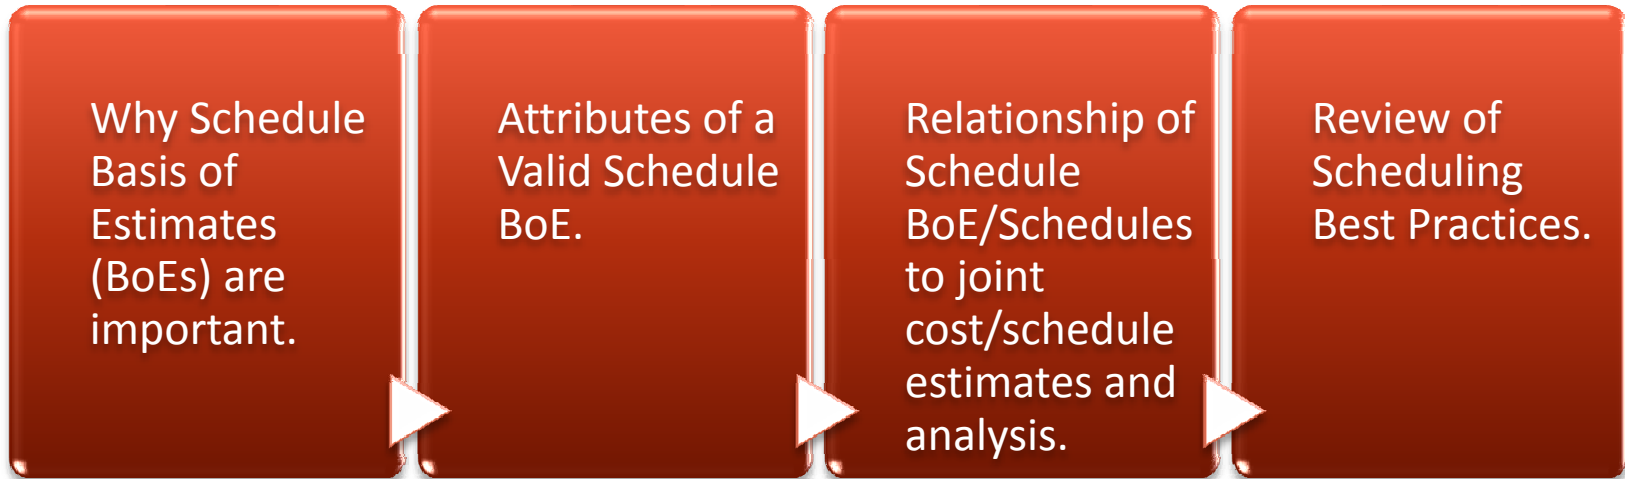 Why Schedule
Basis of
Estimates
(BoEs) are
important.
Attributes of a
Valid Schedule
BoE.
Relationship of
Schedule
BoE/Schedules
to joint
cost/schedule
estimates and
analysis.
Review of
Scheduling
Best Practices.